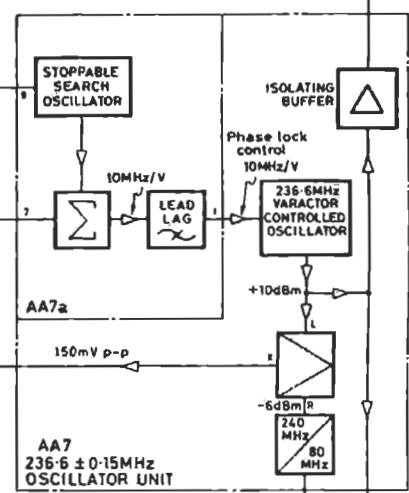 STOPPABLE
SEARCH
OSCILLATOR
9
ISOLATING
BUFFER
Phase lock
control
10MHz/V
10MHz/V
7
Σ
LEAD
LAG
1
236·6MHz
VARACTOR
CONTROLLED
OSCILLATOR
+10dBm
AA7a
L
150mV p-p
X
-6dBm R
240
MHz
80
MHz
AA7
236·6 ± 0·15MHz
OSCILLATOR UNIT